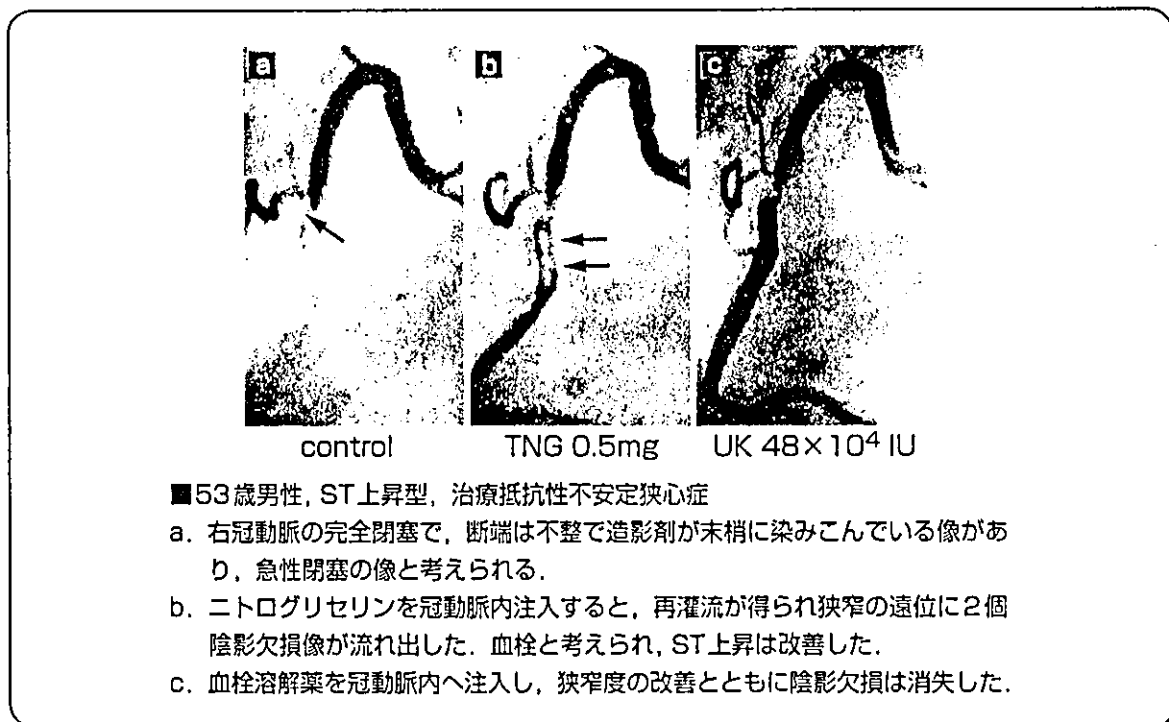 a b c
control TNG 0.5mg UK 48×10⁴ IU
■53歳男性, ST上昇型, 治療抵抗性不安定狭心症
a. 右冠動脈の完全閉塞で, 断端は不整で造影剤が末梢に染みこんでいる像があ
り, 急性閉塞の像と考えられる.
b. ニトログリセリンを冠動脈内注入すると, 再灌流が得られ狭窄の遠位に2個
陰影欠損像が流れ出した. 血栓と考えられ, ST上昇は改善した.
c. 血栓溶解薬を冠動脈内へ注入し, 狭窄度の改善とともに陰影欠損は消失した.